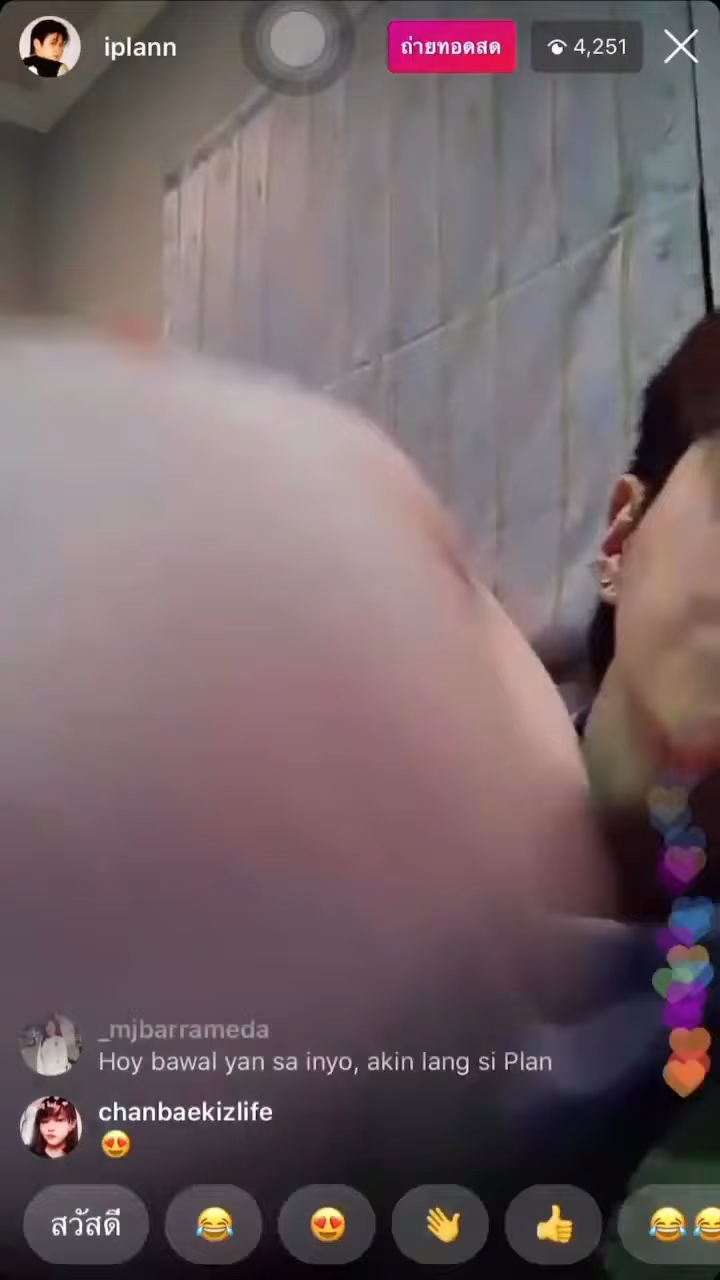 iplann
ถ่ายทอดสด
4,251
_mjbarrameda
Hoy bawal yan sa inyo, akin lang si Plan
chanbaekizlife
😍
สวัสดี 😂 😍 👋 👍 😂😂